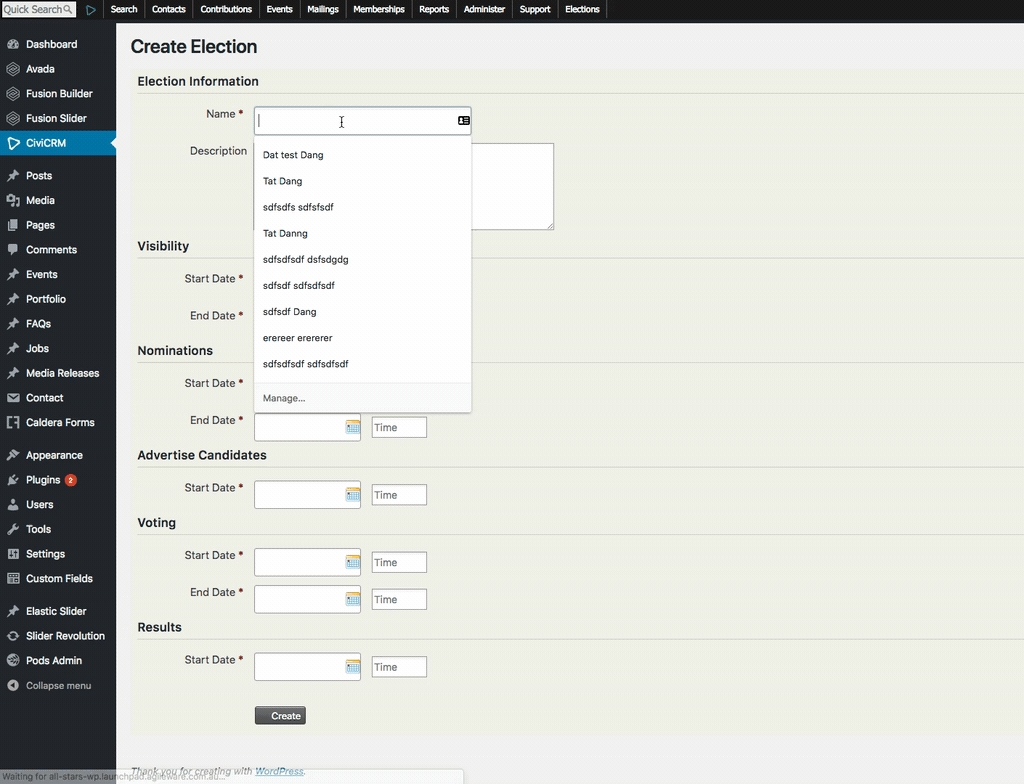 Quick Search Search Contacts Contributions Events Mailings Memberships Reports Administer Support Elections
Dashboard
Avada
Fusion Builder
Fusion Slider
CiviCRM
Posts
Media
Pages
Comments
Events
Portfolio
FAQs
Jobs
Media Releases
Contact
Caldera Forms
Appearance
Plugins 2
Users
Tools
Settings
Custom Fields
Elastic Slider
Slider Revolution
Pods Admin
Collapse menu
Create Election
Election Information
Name *
Description
Dat test Dang
Tat Dang
sdfsdfs sdfsfsdf
Tat Danng
sdfsdfsdf dsfsdgdg
sdfsdf sdfsdfsdf
sdfsdf Dang
erereer erererer
sdfsdfsdf sdfsdfsdf
Manage...
Visibility
Start Date *
End Date *
Nominations
Start Date *
End Date * Time
Advertise Candidates
Start Date * Time
Voting
Start Date * Time
End Date * Time
Results
Start Date * Time
Create
Thank you for creating with WordPress.
Waiting for all-stars-wp.launchpad.agileware.com.au...